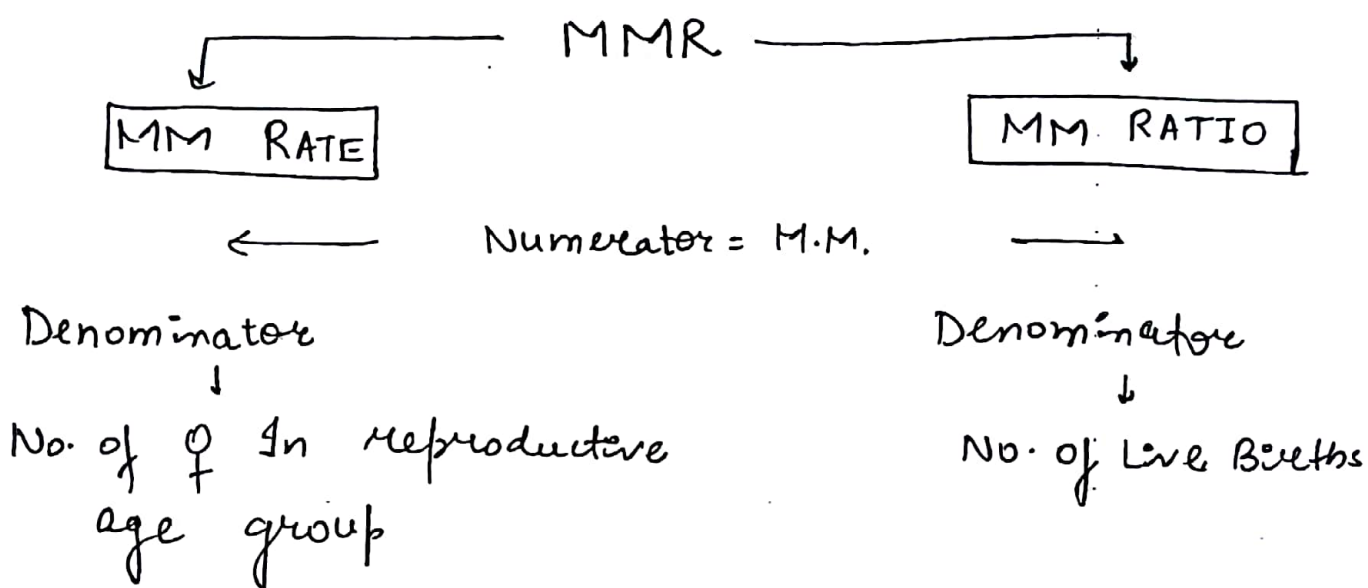 MMR
MM RATE
MM RATIO
Numerator = M.M.
Denominator
Denominator
No. of ♀ In reproductive
age group
No. of Live Births